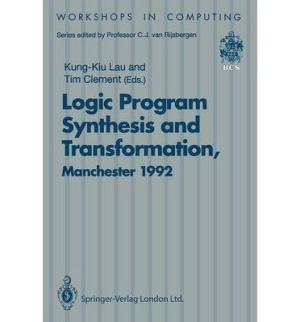 WORKSHOPS IN COMPUTING
Series edited by Professor C.J. van Rijsbergen
Kung-Kiu Lau and
Tim Clement (Eds.)
BCS
Logic Program
Synthesis and
Transformation,
Manchester 1992
Springer-Verlag London Ltd.